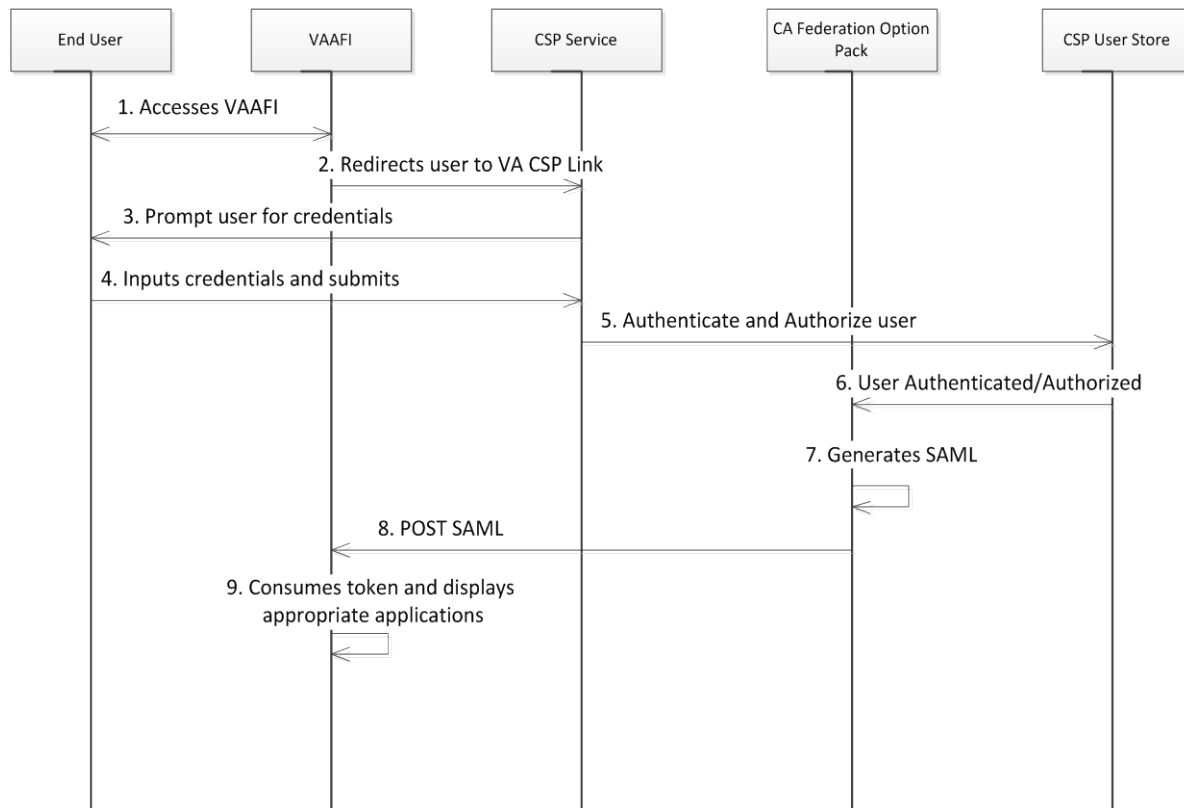 End User
VAAFI
CSP Service
CA Federation Option
Pack
CSP User Store
1. Accesses VAAFI
2. Redirects user to VA CSP Link
3. Prompt user for credentials
4. Inputs credentials and submits
5. Authenticate and Authorize user
6. User Authenticated/Authorized
7. Generates SAML
8. POST SAML
9. Consumes token and displays
appropriate applications